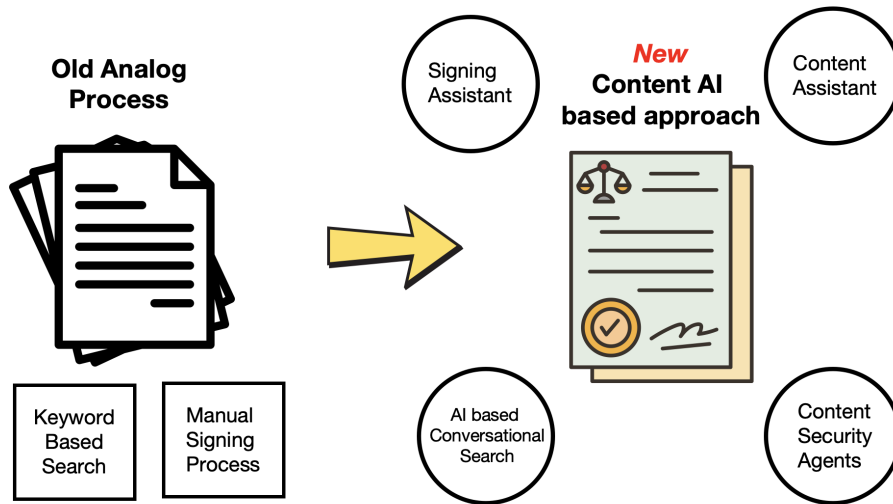 Old Analog
Process
Keyword
Based
Search
Manual
Signing
Process
Signing
Assistant
New
Content AI
based approach
Content
Assistant
AI based
Conversational
Search
Content
Security
Agents